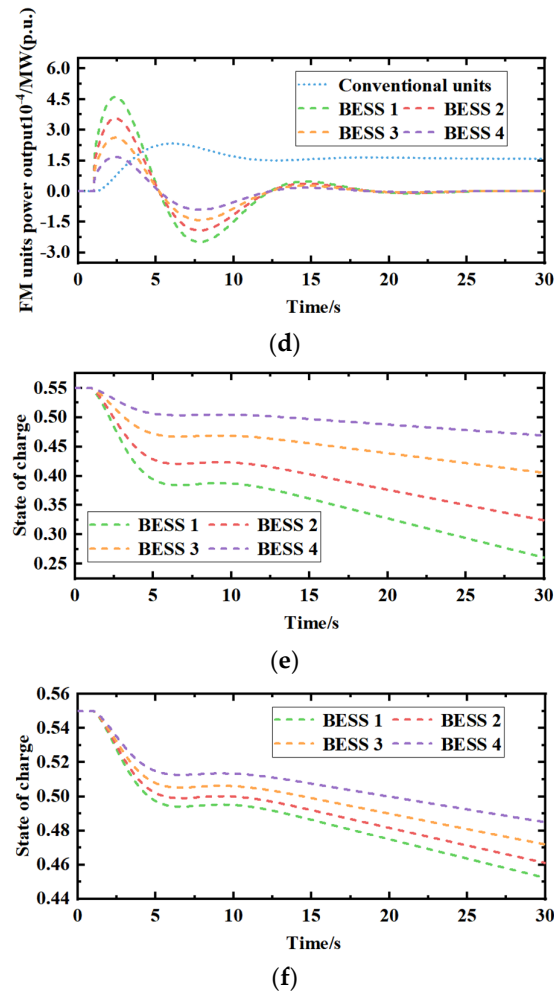 (d)
FM units power output10⁻⁴/MW(p.u.)
6.0
4.5
3.0
1.5
0.0
-1.5
-3.0
Conventional units
BESS 1 BESS 2
BESS 3 BESS 4
0 5 10 15 20 25 30
Time/s
(d)
State of charge
0.55
0.50
0.45
0.40
0.35
0.30
0.25
BESS 1 BESS 2
BESS 3 BESS 4
0 5 10 15 20 25 30
Time/s
(e)
State of charge
0.56
0.54
0.52
0.50
0.48
0.46
0.44
BESS 1 BESS 2
BESS 3 BESS 4
0 5 10 15 20 25 30
Time/s
(f)